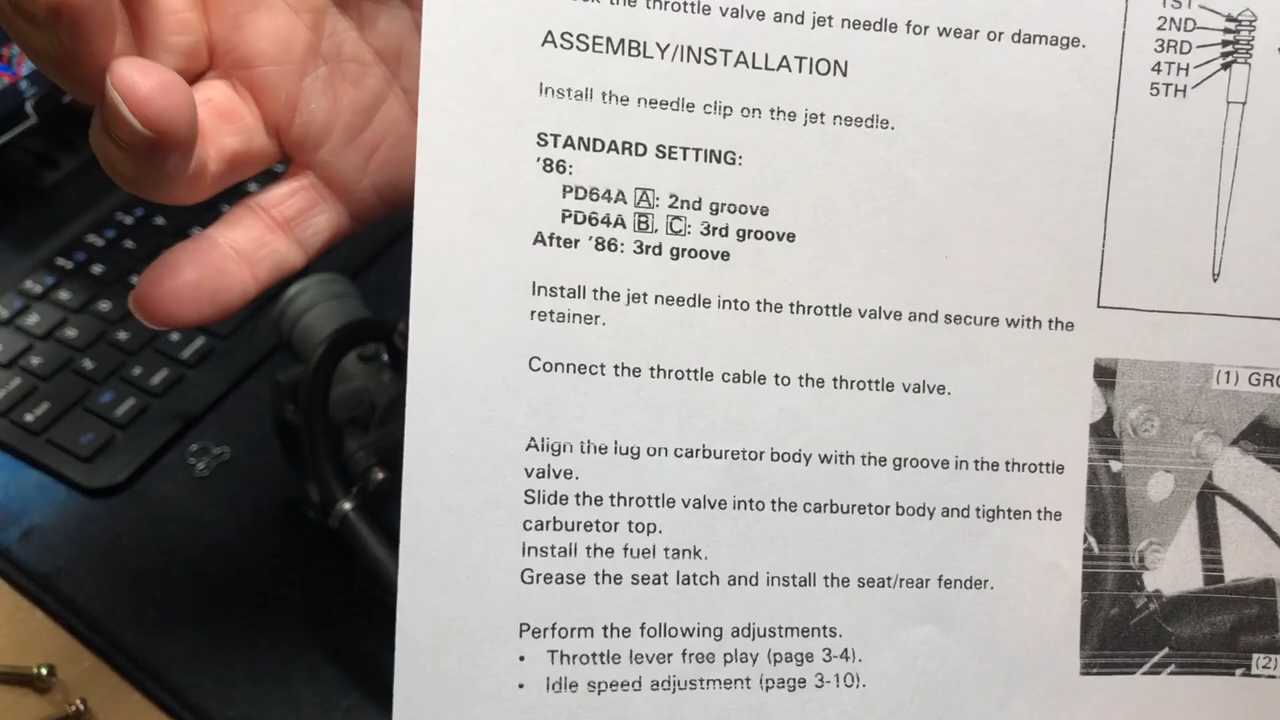 the throttle valve and jet needle for wear or damage.
ASSEMBLY/INSTALLATION
Install the needle clip on the jet needle.
STANDARD SETTING:
'86:
PD64A A: 2nd groove
PD64A B, C: 3rd groove
After '86: 3rd groove
Install the jet needle into the throttle valve and secure with the
retainer.
Connect the throttle cable to the throttle valve.
Align the lug on carburetor body with the groove in the throttle
valve.
Slide the throttle valve into the carburetor body and tighten the
carburetor top.
Install the fuel tank.
Grease the seat latch and install the seat/rear fender.
Perform the following adjustments.
• Throttle lever free play (page 3-4).
• Idle speed adjustment (page 3-10).
1ST
2ND
3RD
4TH
5TH
(1) GRO
(2)